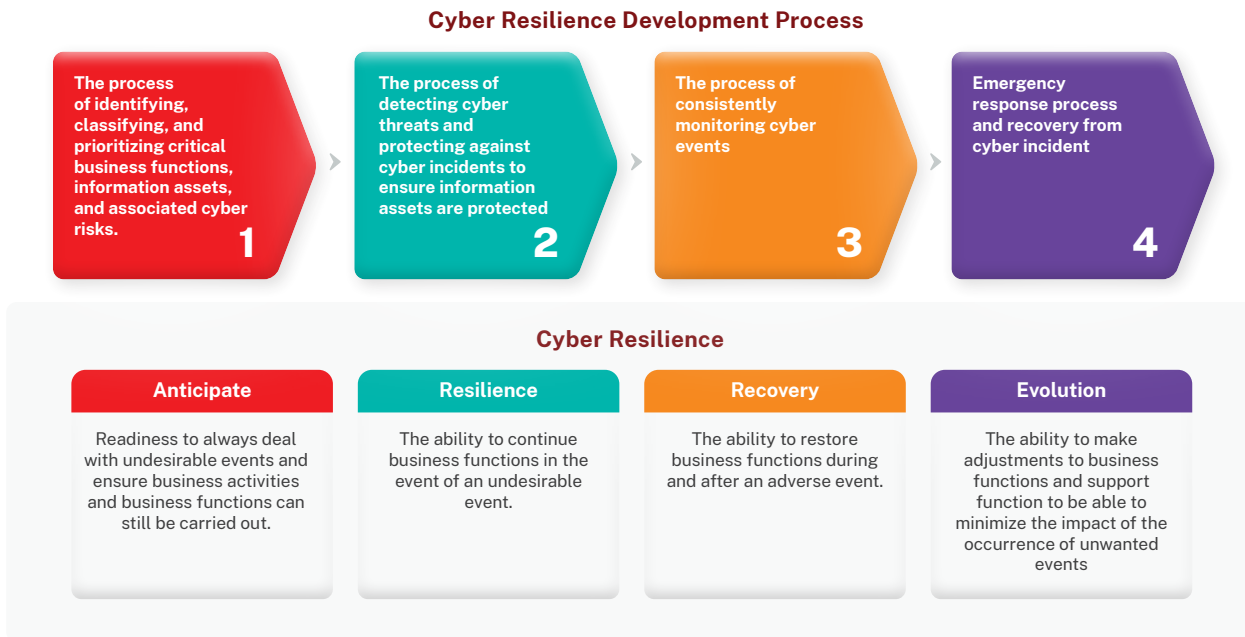 Cyber Resilience Development Process
The process
of identifying,
classifying, and
prioritizing critical
business functions,
information assets,
and associated cyber
risks.
1
The process of
detecting cyber
threats and
protecting against
cyber incidents to
ensure information
assets are protected
2
The process of
consistently
monitoring cyber
events
3
Emergency
response process
and recovery from
cyber incident
4
Cyber Resilience
Anticipate
Readiness to always deal
with undesirable events and
ensure business activities
and business functions can
still be carried out.
Resilience
The ability to continue
business functions in the
event of an undesirable
event.
Recovery
The ability to restore
business functions during
and after an adverse event.
Evolution
The ability to make
adjustments to business
functions and support
function to be able to
minimize the impact of the
occurrence of unwanted
events